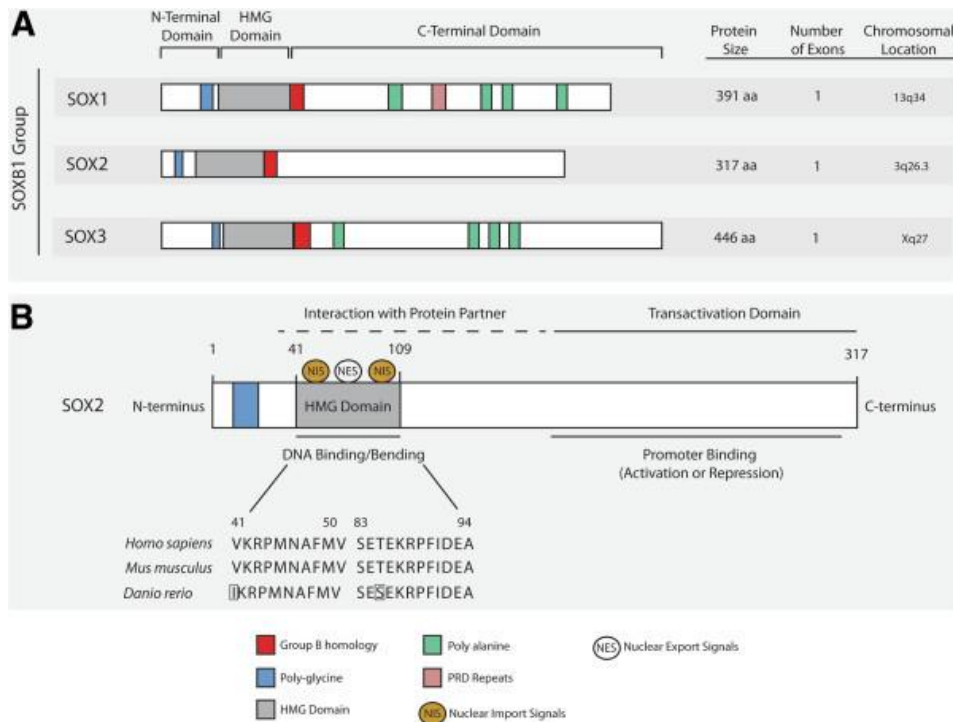 A
N-Terminal Domain
HMG Domain
C-Terminal Domain
Protein Size
Number of Exons
Chromosomal Location
SOXB1 Group
SOX1
391 aa
1
13q34
SOX2
317 aa
1
3q26.3
SOX3
446 aa
1
Xq27
B
Interaction with Protein Partner
Transactivation Domain
1
41
109
317
NIS
NES
NIS
SOX2
N-terminus
HMG Domain
C-terminus
DNA Binding/Bending
Promoter Binding
(Activation or Repression)
41
50
83
94
Homo sapiens
VKRPMNAFMV SETEKRPFIDEA
Mus musculus
VKRPMNAFMV SETEKRPFIDEA
Danio rerio
IKRPMNAFMV SESEKRPFIDEA
Group B homology
Poly alanine
NES Nuclear Export Signals
Poly-glycine
PRD Repeats
HMG Domain
NIS Nuclear Import Signals